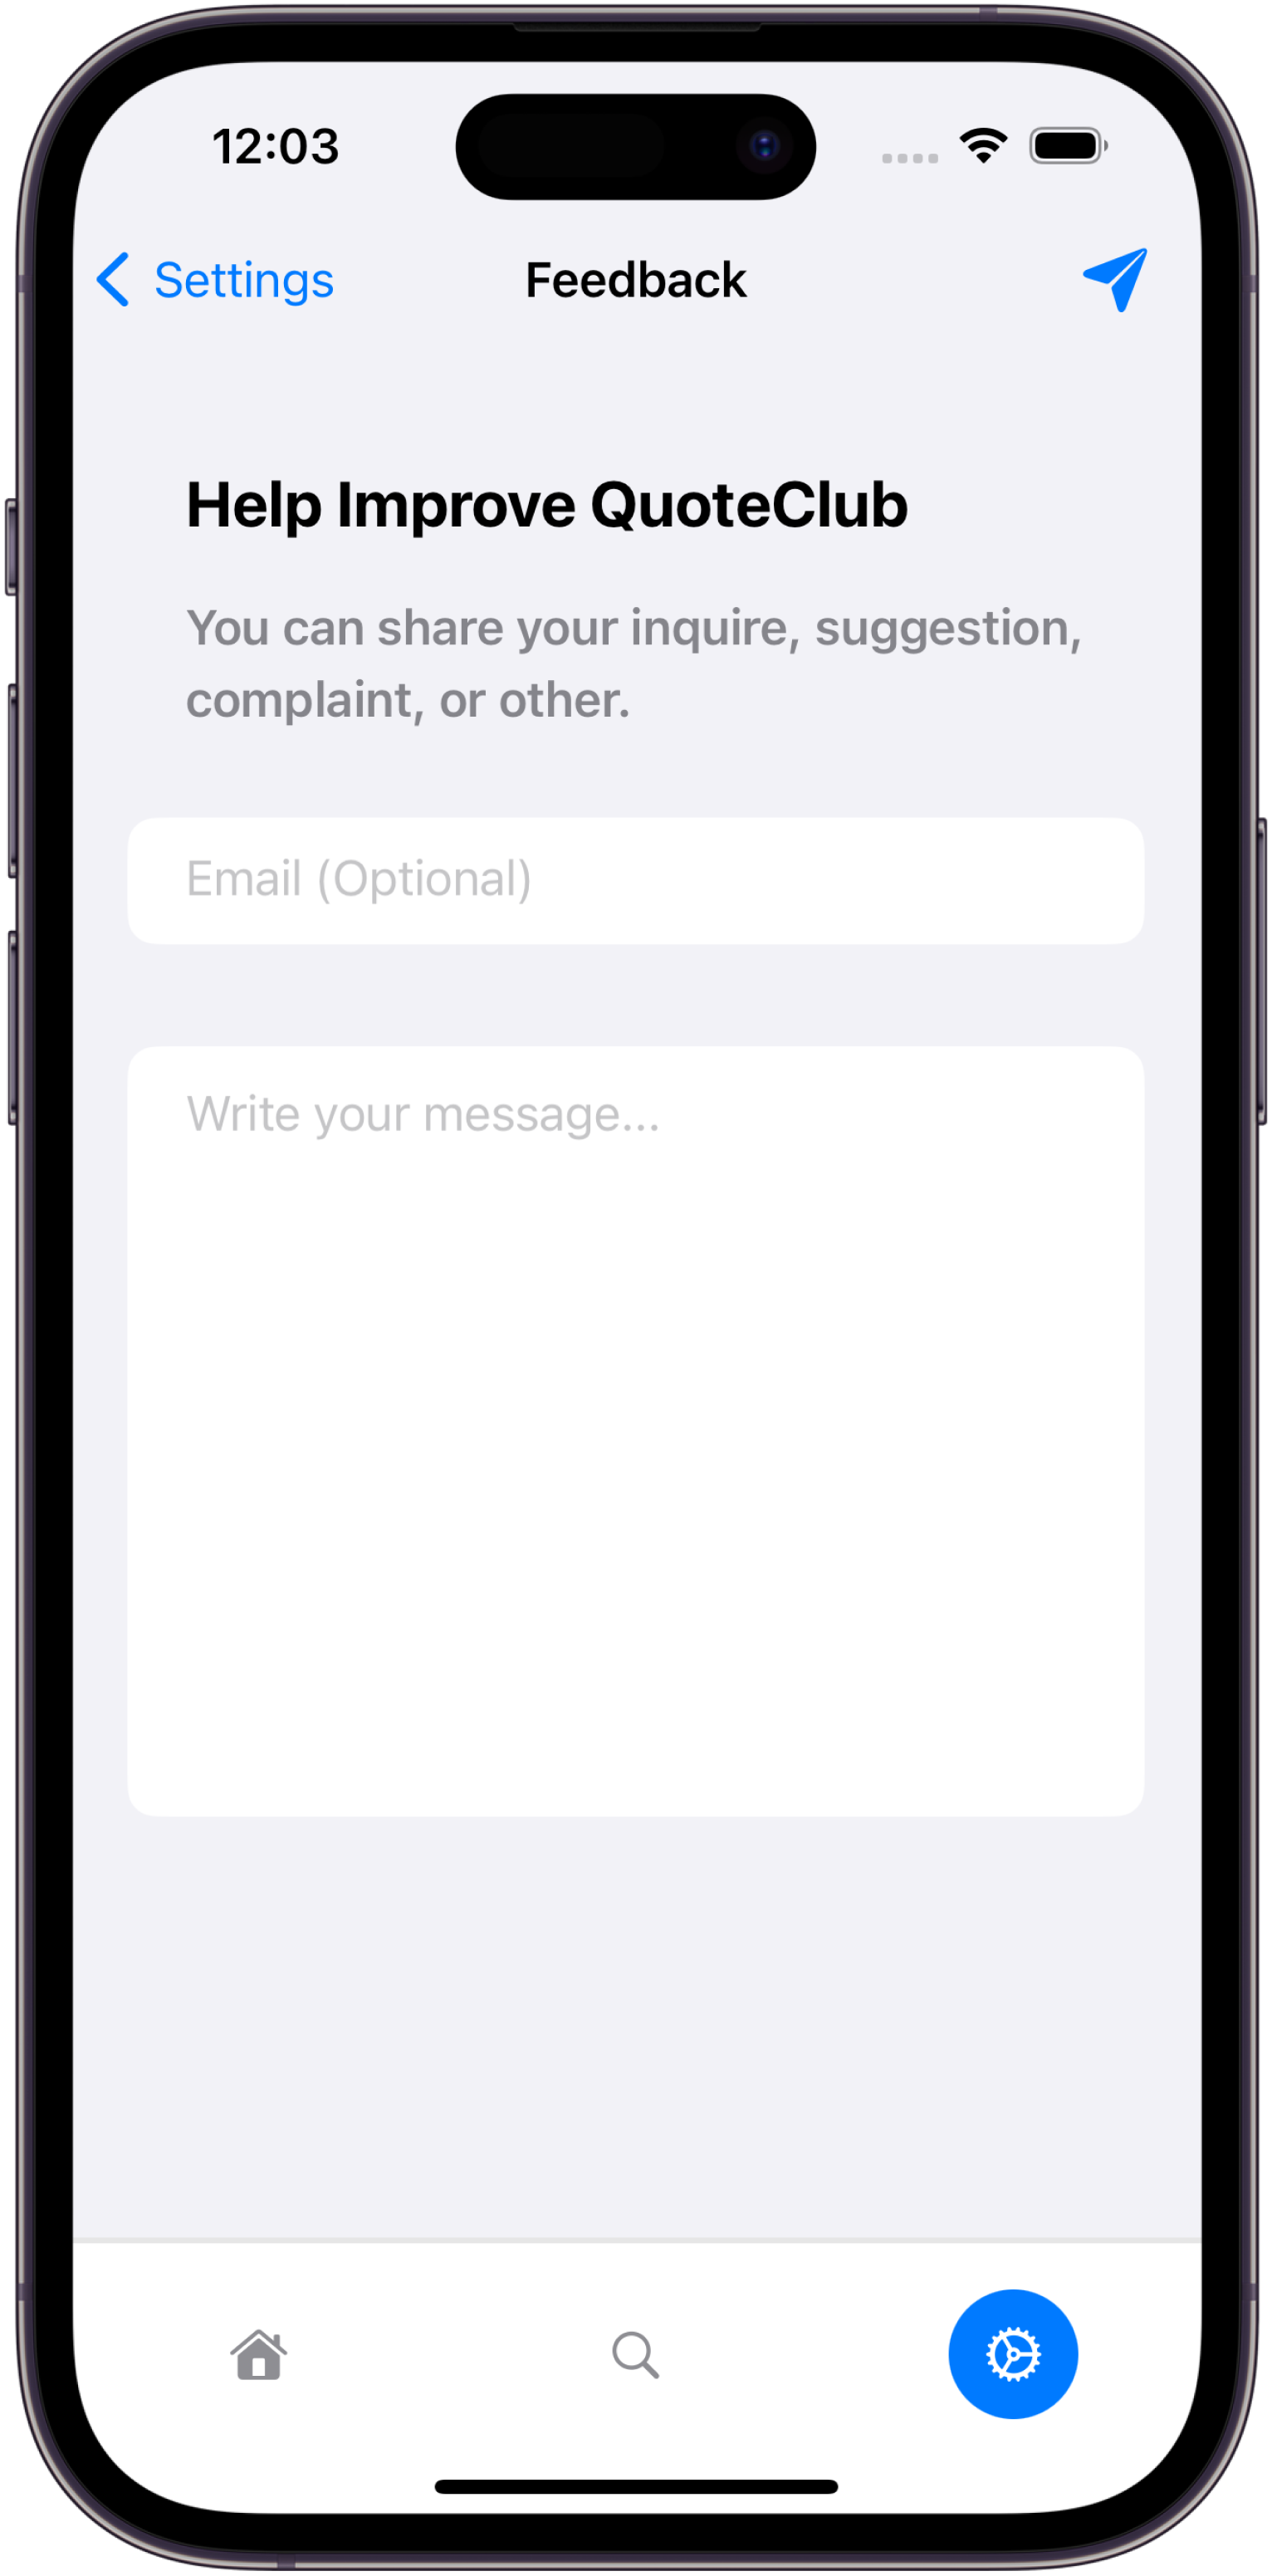 12:03
Settings
Feedback
Help Improve QuoteClub
You can share your inquire, suggestion,
complaint, or other.
Email (Optional)
Write your message...